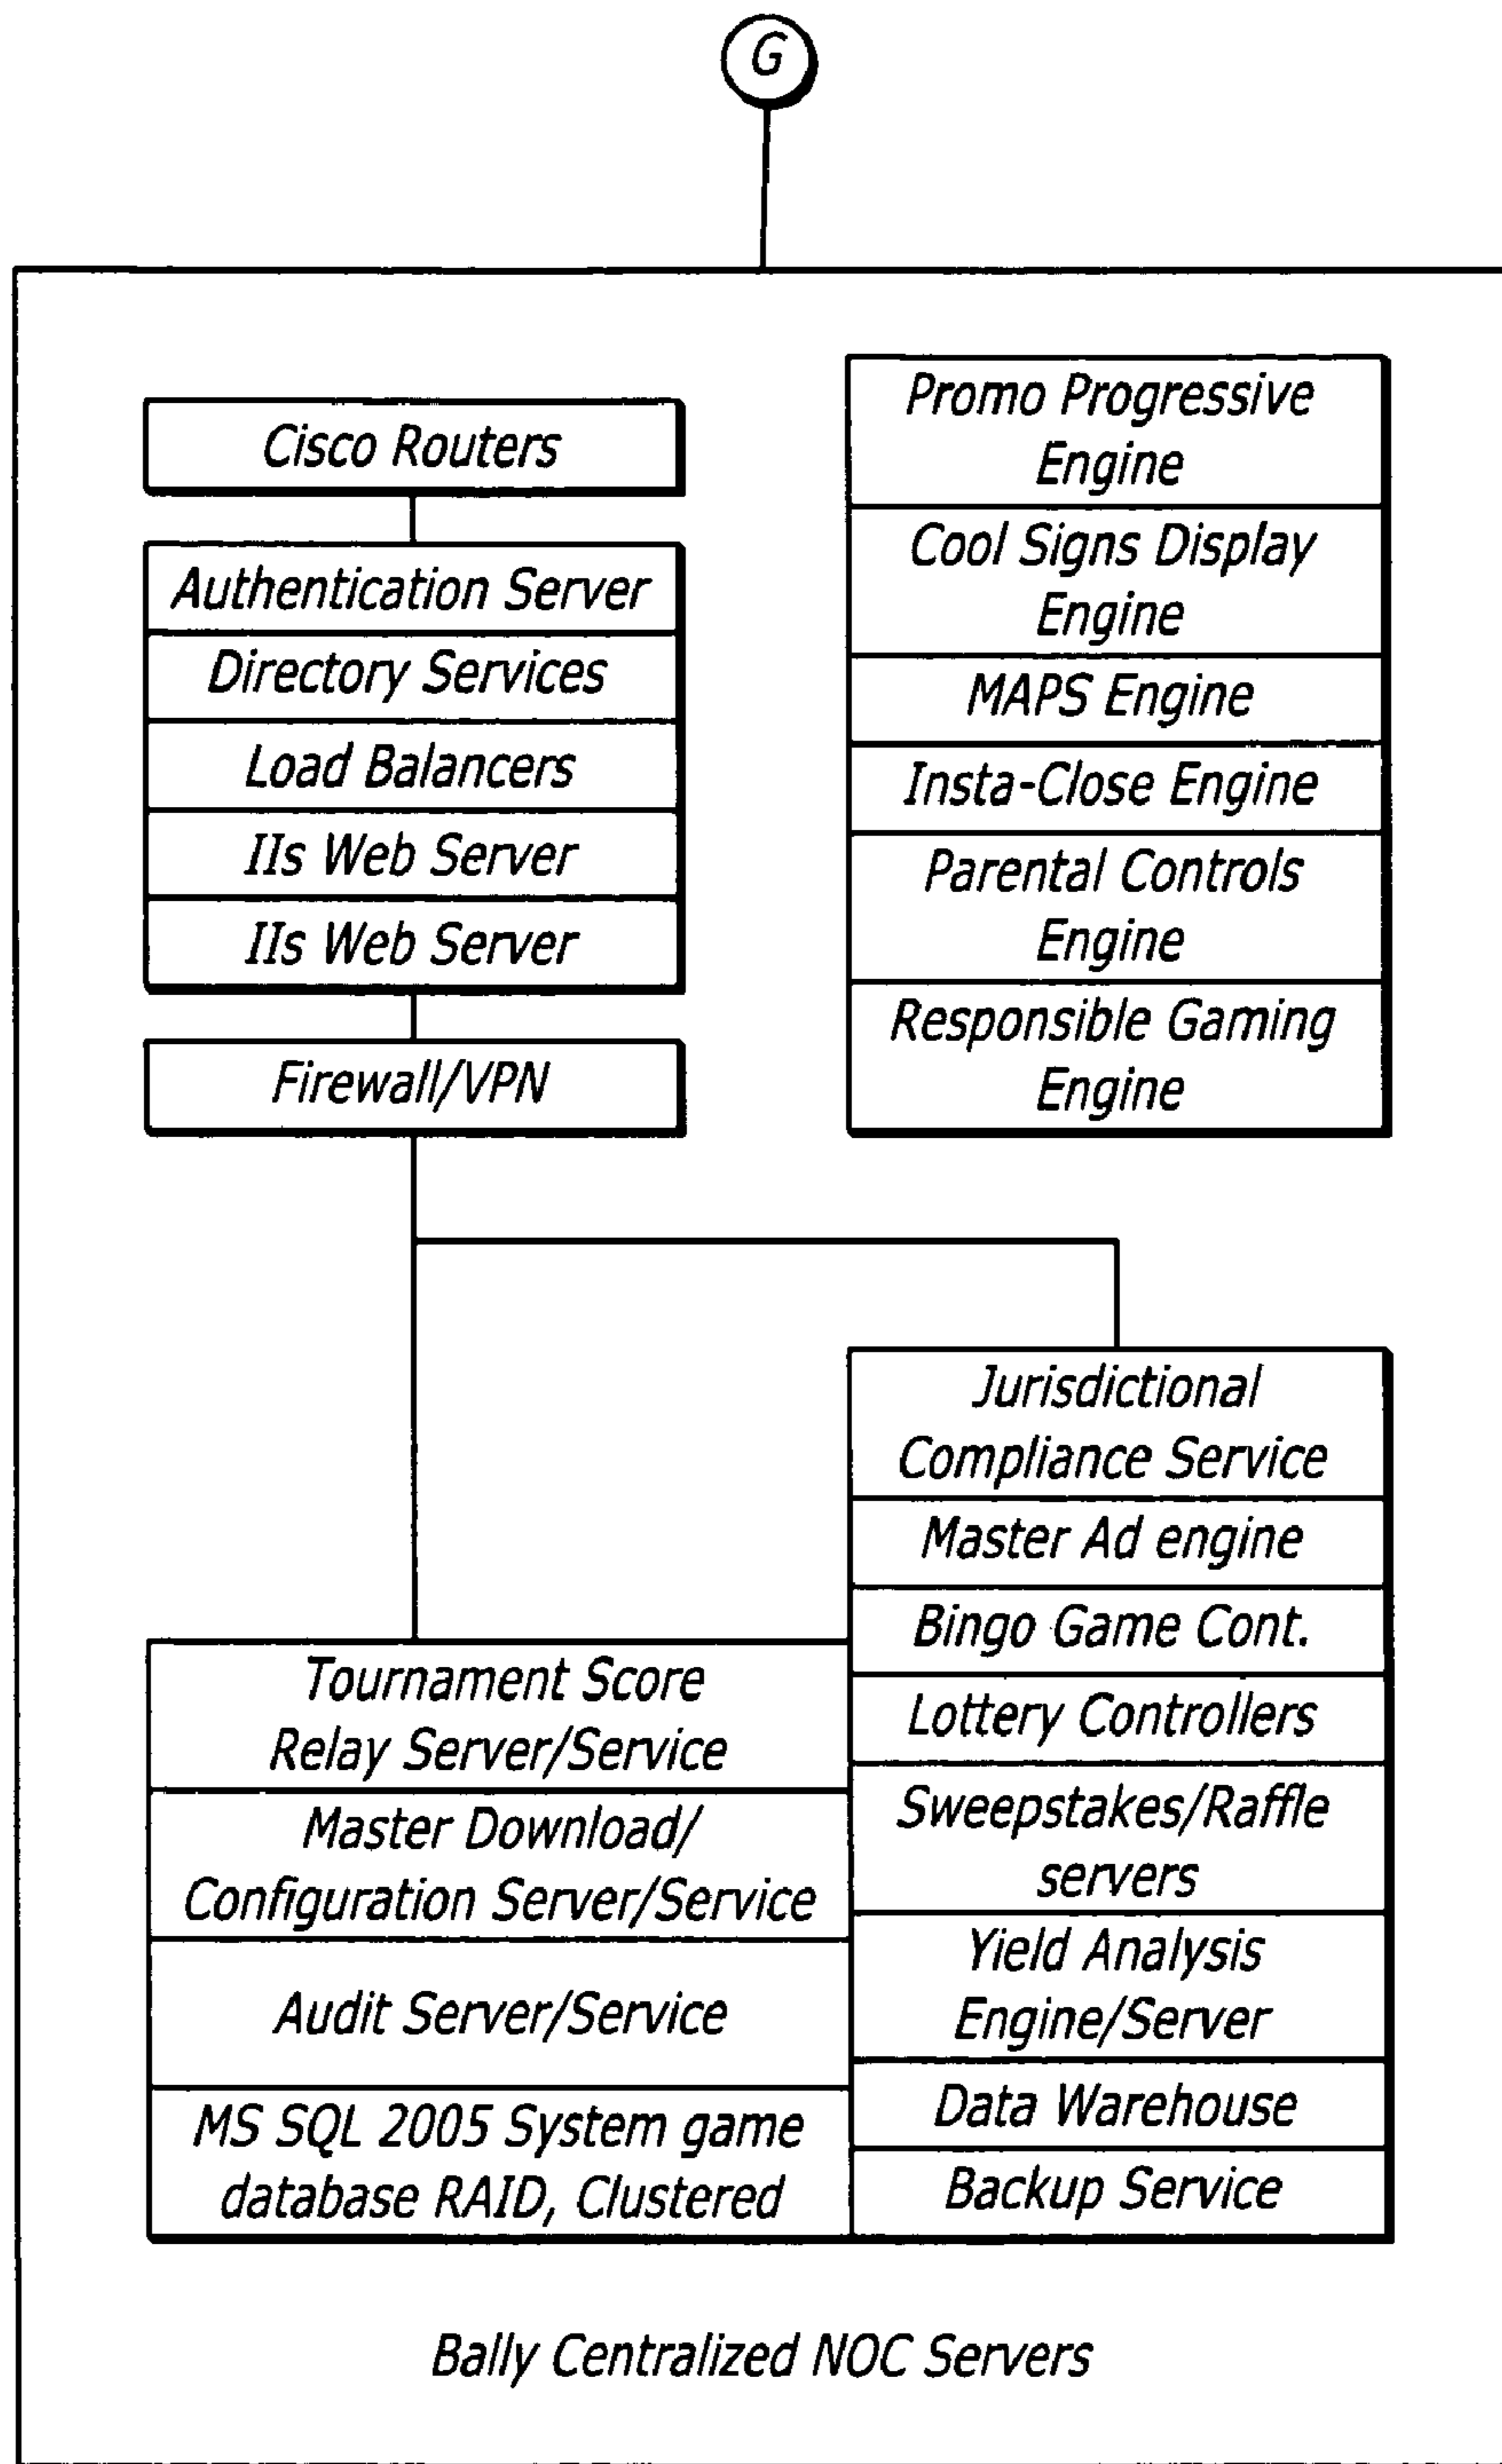 G
Cisco Routers
Authentication Server
Directory Services
Load Balancers
IIs Web Server
IIs Web Server
Firewall/VPN
Promo Progressive
Engine
Cool Signs Display
Engine
MAPS Engine
Insta-Close Engine
Parental Controls
Engine
Responsible Gaming
Engine
Tournament Score
Relay Server/Service
Master Download/
Configuration Server/Service
Audit Server/Service
MS SQL 2005 System game
database RAID, Clustered
Jurisdictional
Compliance Service
Master Ad engine
Bingo Game Cont.
Lottery Controllers
Sweepstakes/Raffle
servers
Yield Analysis
Engine/Server
Data Warehouse
Backup Service
Bally Centralized NOC Servers